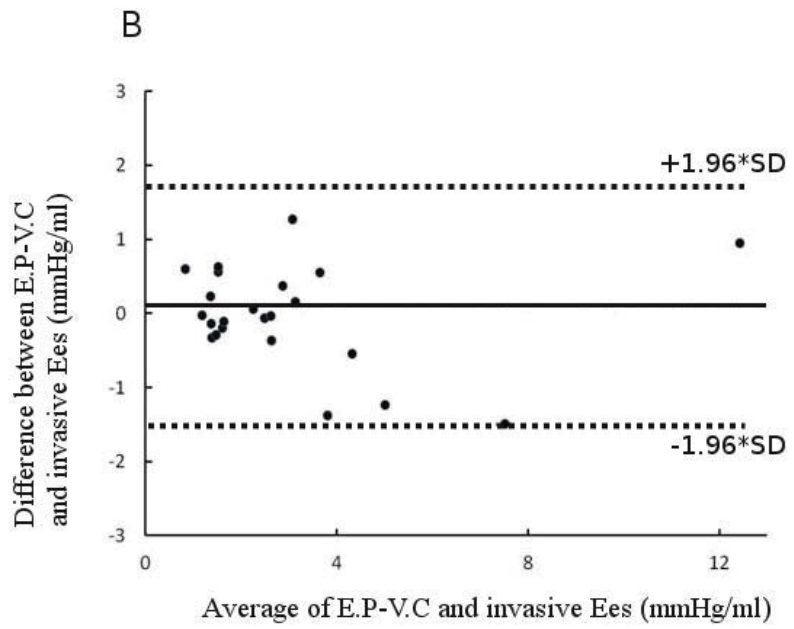 B
3
2
1
0
-1
-2
-3
+1.96*SD
-1.96*SD
Difference between E.P-V.C
and invasive Ees (mmHg/ml)
0 4 8 12
Average of E.P-V.C and invasive Ees (mmHg/ml)